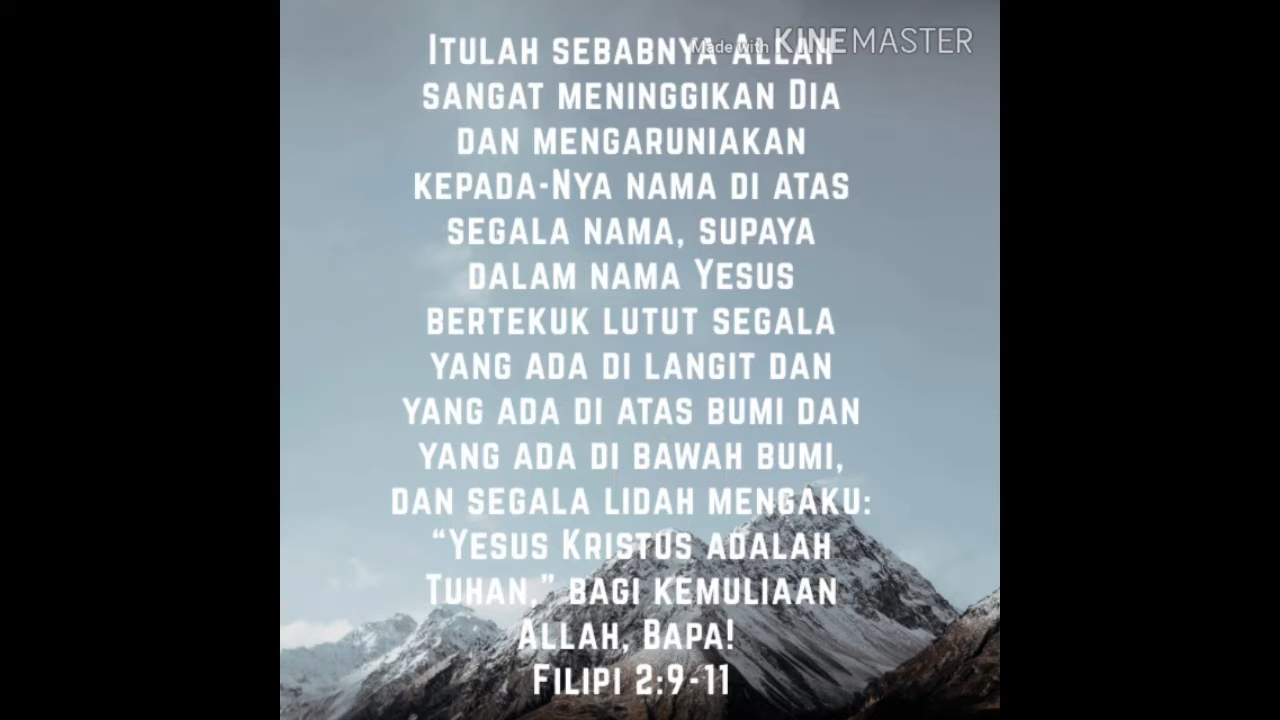 Made with KINEMASTER
Itulah sebabnya Allah
sangat meninggikan Dia
dan mengaruniakan
kepada-Nya nama di atas
segala nama, supaya
dalam nama Yesus
bertekuk lutut segala
yang ada di langit dan
yang ada di atas bumi dan
yang ada di bawah bumi,
dan segala lidah mengaku:
“Yesus Kristus adalah
Tuhan,” bagi kemuliaan
Allah, Bapa!
Filipi 2:9-11